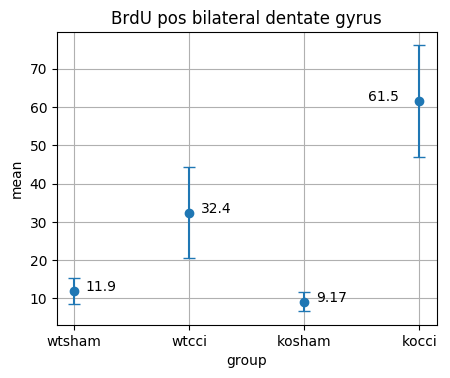 BrdU pos bilateral dentate gyrus
mean
70
60
50
40
30
20
10
61.5
32.4
11.9
9.17
wtsham wtcci kosham kocci
group